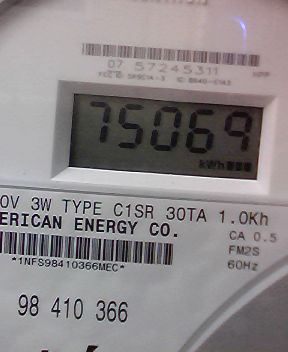 07 57245311
75069
kWh
0V 3W TYPE C1SR 30TA 1.0Kh
ERICAN ENERGY CO.
CA 0.5
FM2S
60Hz
*1NFS98410366MEC*
98 410 366